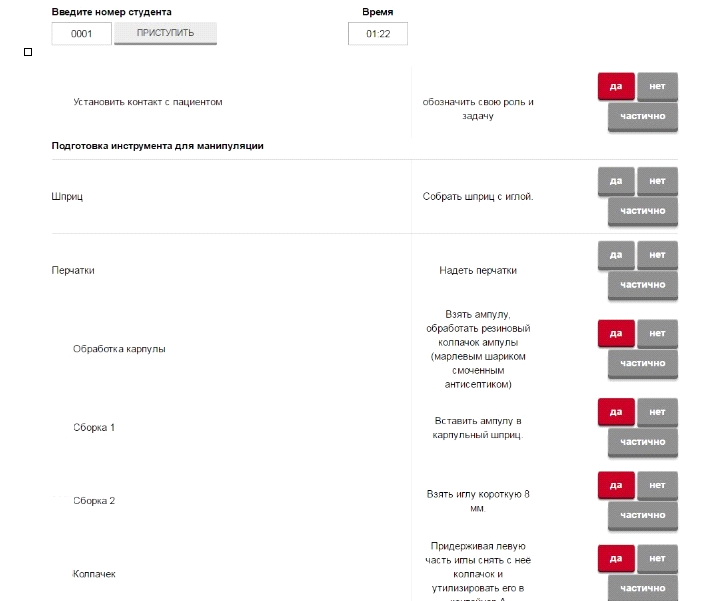 Введите номер студента
Время
0001
ПРИСТУПИТЬ
01:22
Установить контакт с пациентом
обозначить свою роль и
задачу
да
нет
частично
Подготовка инструмента для манипуляции
Шприц
Собрать шприц с иглой.
да
нет
частично
Перчатки
Надеть перчатки
да
нет
частично
Обработка карпулы
Взять ампулу,
обработать резиновый
колпачок ампулы
(марлевым шариком
смоченным
антисептиком)
да
нет
частично
Сборка 1
Вставить ампулу в
карпульный шприц.
да
нет
частично
Сборка 2
Взять иглу короткую 8
мм.
да
нет
частично
Колпачек
Придерживая левую
часть иглы снять с нее
колпачок и
утилизировать его в
да
нет
частично